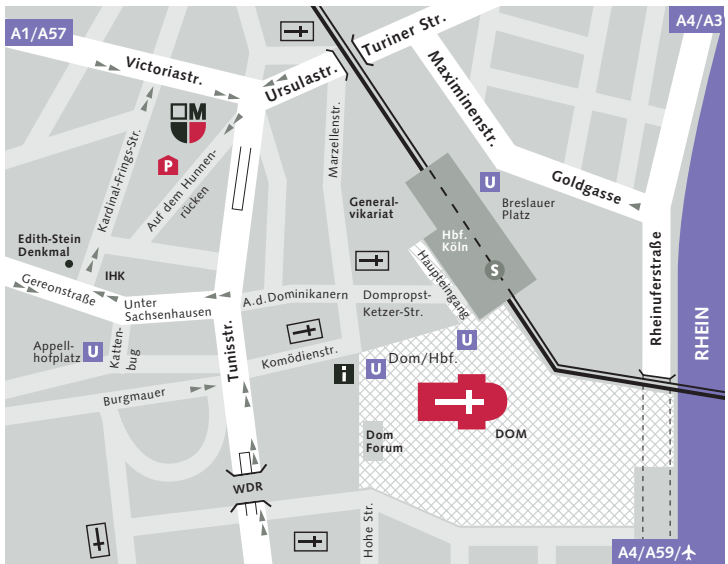 A1/A57
Victoriastr.
Ursulastr.
Turiner Str.
A4/A3
M
P
Kardinal-Frings-Str.
Auf dem Hunnen-
rücken
Marzellenstr.
Maximinenstr.
Goldgasse
General-
vikariat
U
Breslauer
Platz
Hbf.
Köln
S
Haupteingang
Edith-Stein
Denkmal
IHK
Gereonstraße
Unter
Sachsenhausen
A.d. Dominikanern
Dompropst-
Ketzer-Str.
Rheinuferstraße
RHEIN
Appell-
hofplatz
U
Katten-
bug
Tunisstr.
Komödienstr.
i
U
Dom/Hbf.
U
Burgmauer
DOM
Dom
Forum
WDR
Hohe Str.
A4/A59/